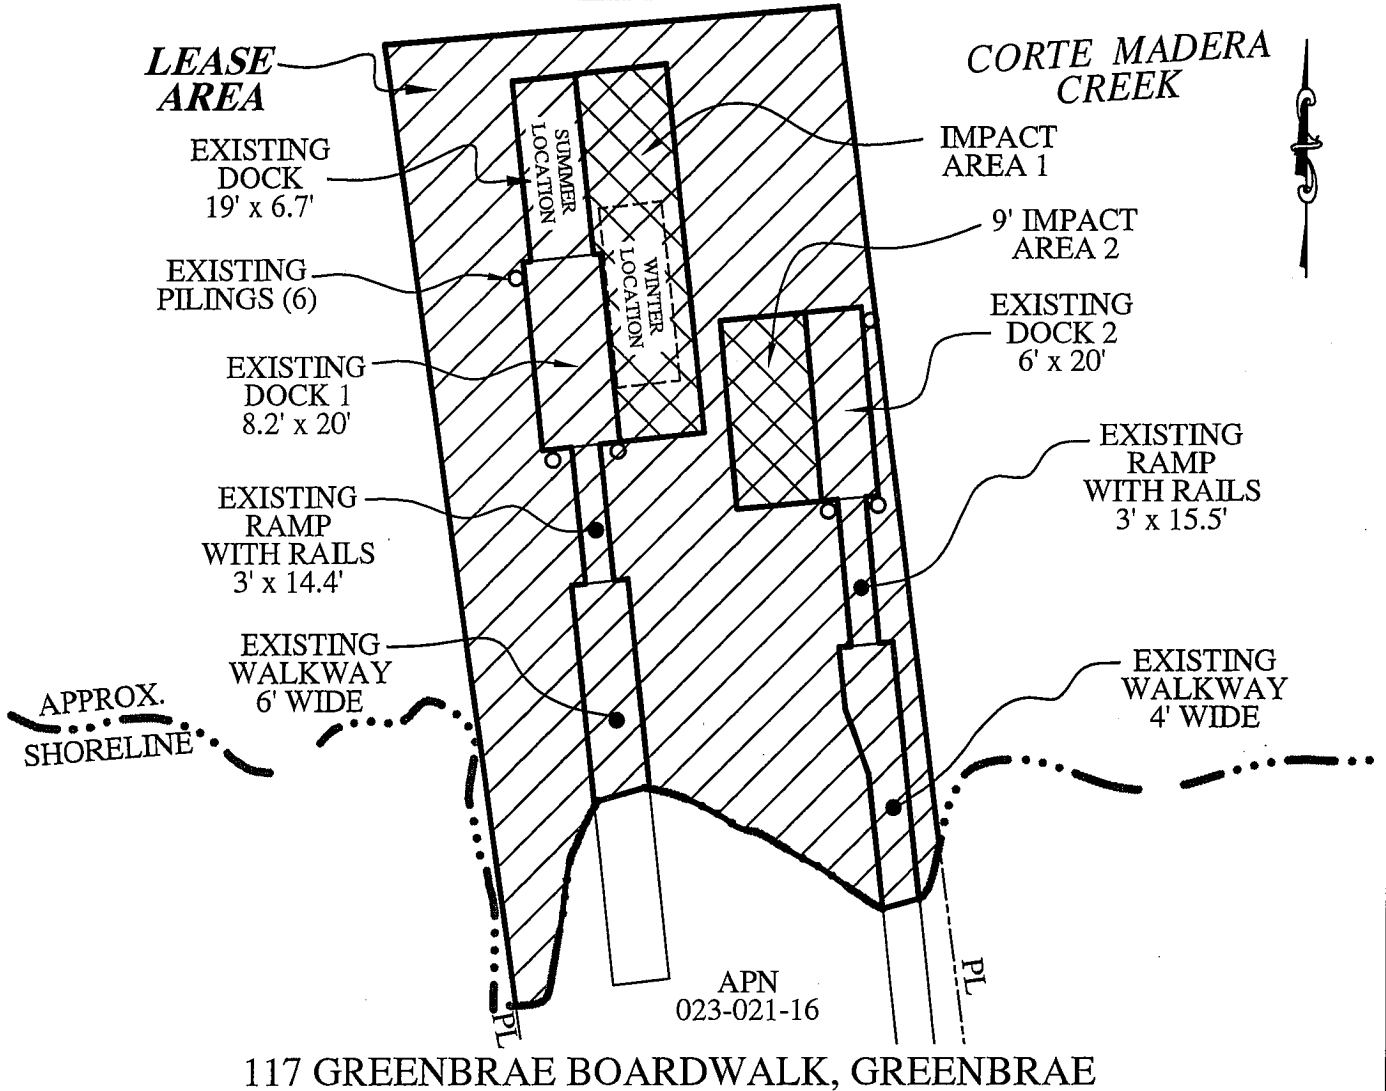 LEASE
AREA
CORTE MADERA
CREEK
EXISTING
DOCK
19' x 6.7'
SUMMER
LOCATION
IMPACT
AREA 1
9' IMPACT
AREA 2
EXISTING
PILINGS (6)
WINTER
LOCATION
EXISTING
DOCK 2
6' x 20'
EXISTING
DOCK 1
8.2' x 20'
EXISTING
RAMP
WITH RAILS
3' x 15.5'
EXISTING
RAMP
WITH RAILS
3' x 14.4'
EXISTING
WALKWAY
6' WIDE
EXISTING
WALKWAY
4' WIDE
APPROX.
SHORELINE
APN
023-021-16
PL
PL
117 GREENBRAE BOARDWALK, GREENBRAE